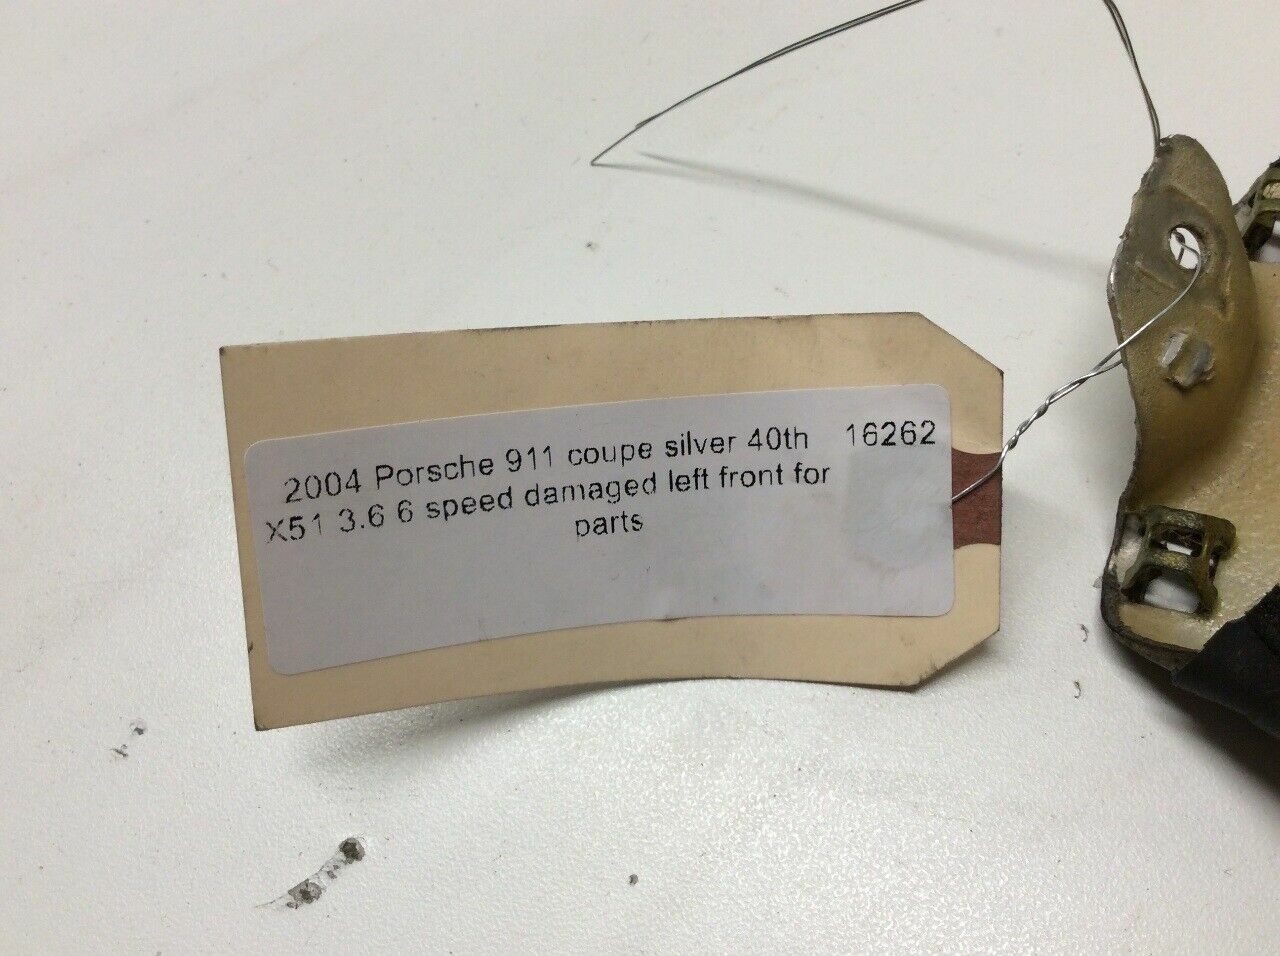 2004 Porsche 911 coupe silver 40th 16262
X51 3.6 6 speed damaged left front for
parts